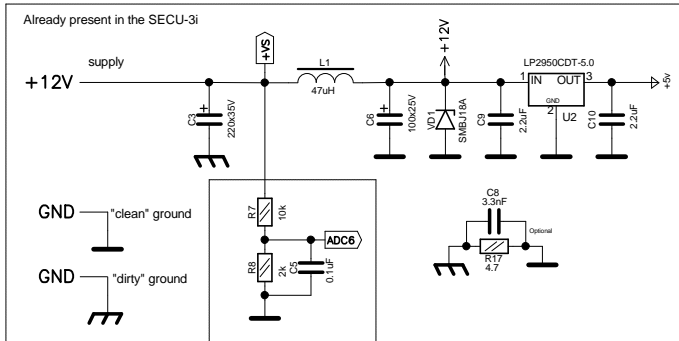 Already present in the SECU-3i
+12V
supply
+VS
L1
47uH
+12V
LP2950CDT-5.0
1
IN
OUT
3
GND
2
U2
+5v
C3
220x35V
C6
100x25V
VD1
SMBJ18A
C9
2.2uF
C10
2.2uF
GND
"clean" ground
GND
"dirty" ground
R7
10k
ADC6
R8
2k
C5
0.1uF
C8
3.3nF
Optional
R17
4.7